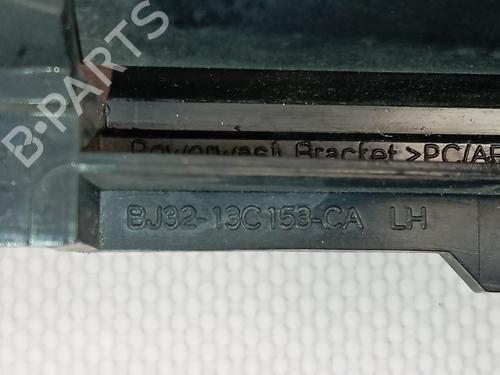 B-PARTS
Powerwash Bracket >PC/AB
BJ32-13C153-CA LH